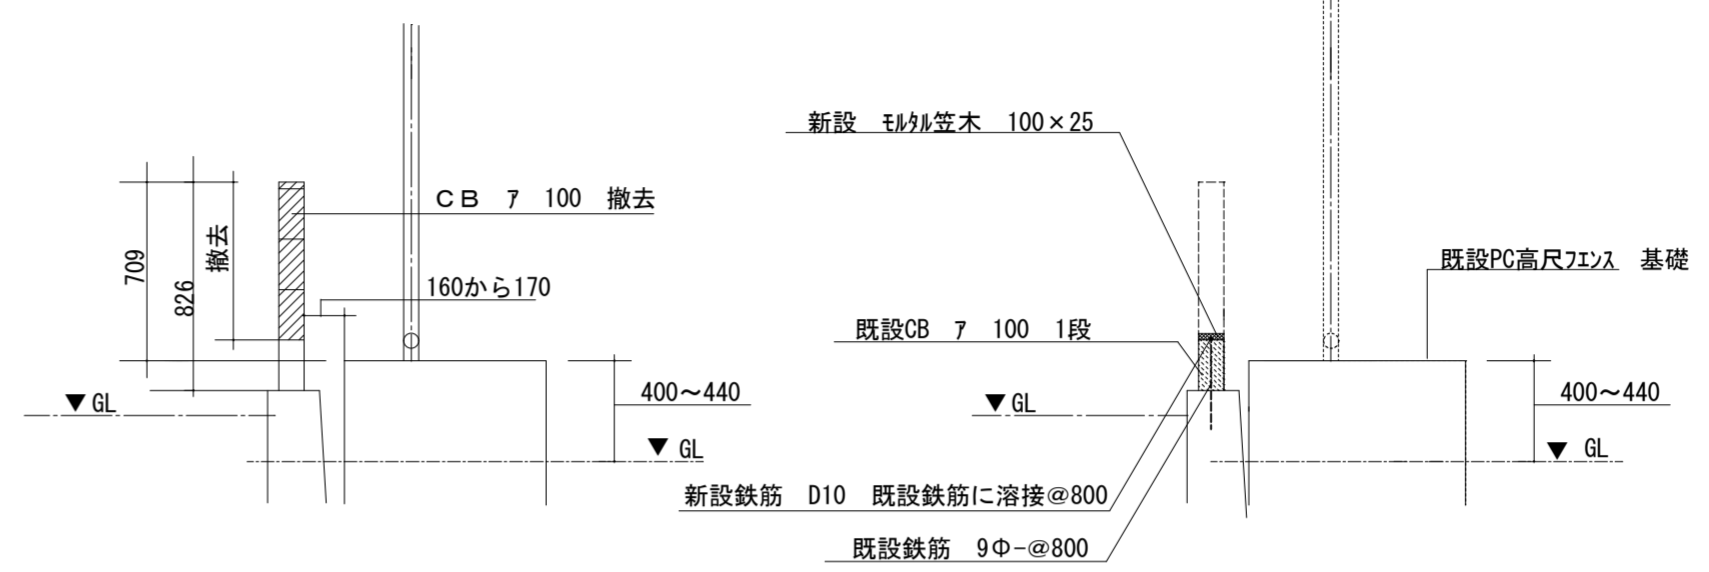 CB ｱ 100 撤去
709
826
撤去
160から170
▼ GL
400～440
▼ GL
新設 ﾓﾙﾀﾙ笠木 100×25
既設PC高尺ﾌｴﾝｽ 基礎
既設CB ｱ 100 1段
▼ GL
400～440
▼ GL
新設鉄筋 D10 既設鉄筋に溶接@800
既設鉄筋 9Φ-@800